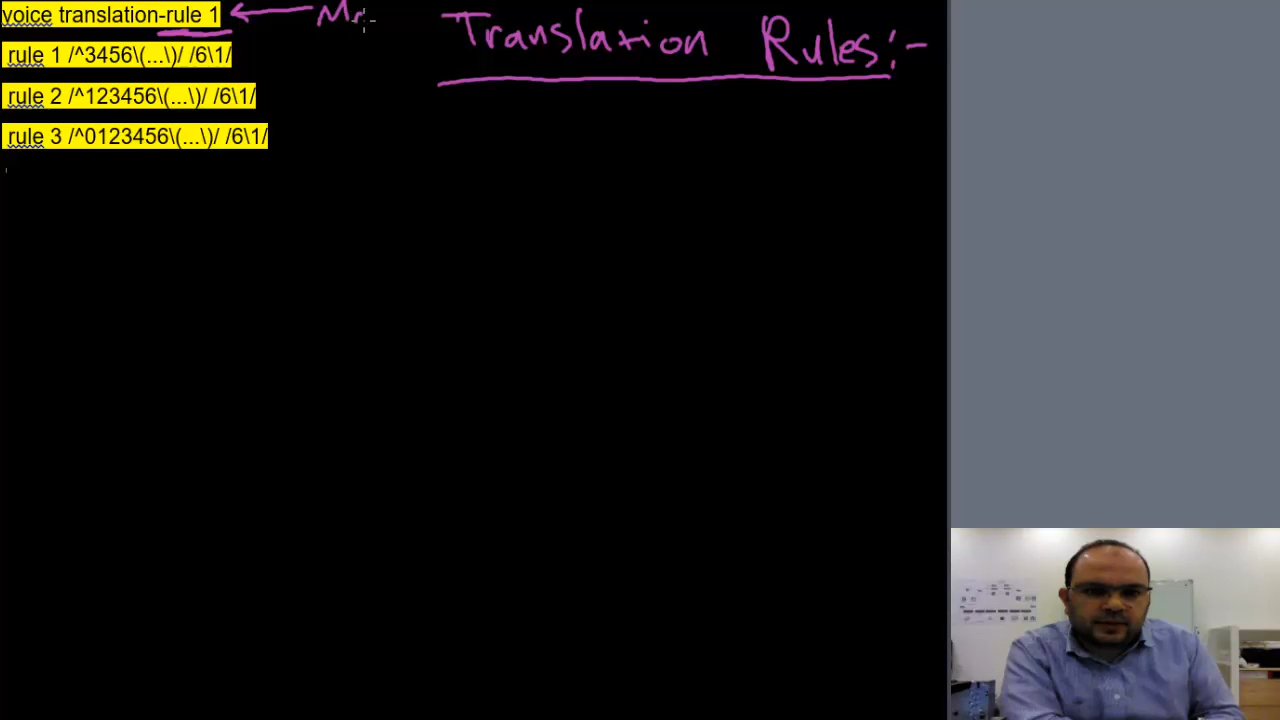 voice translation-rule 1
rule 1 /^3456\(...\)/ /6\1/
rule 2 /^123456\(...\)/ /6\1/
rule 3 /^0123456\(...\)/ /6\1/
Translation Rules:-